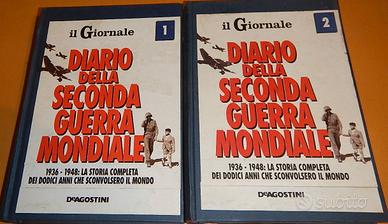 il Giornale
1
DIARIO
DELLA
SECONDA
GUERRA
MONDIALE
1936 - 1948: LA STORIA COMPLETA
DEI DODICI ANNI CHE SCONVOLSERO IL MONDO
DEAGOSTINI
il Giornale
2
DIARIO
DELLA
SECONDA
GUERRA
MONDIALE
1936 - 1948: LA STORIA COMPLETA
DEI DODICI ANNI CHE SCONVOLSERO IL MONDO
DEAGOSTINI
subito